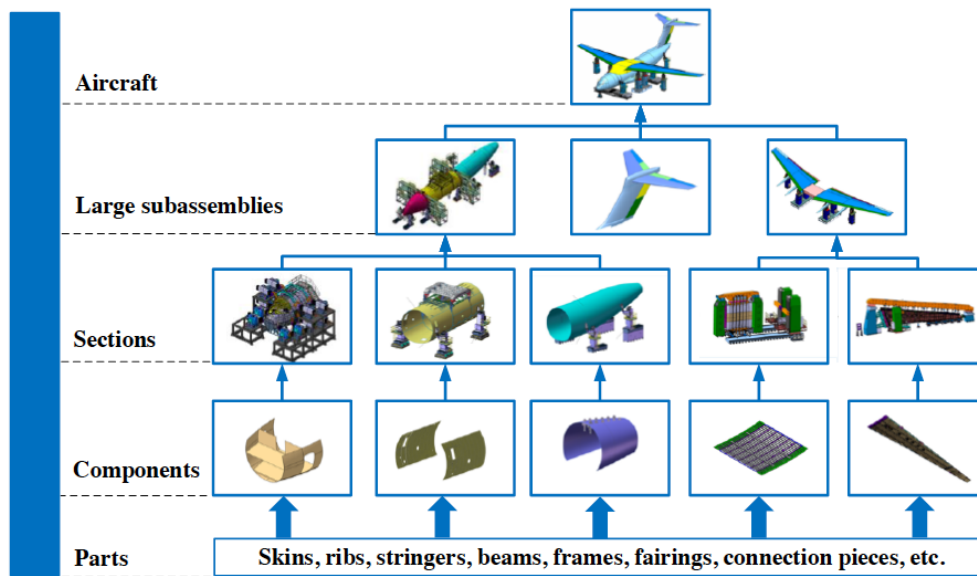 Aircraft
Large subassemblies
Sections
Components
Parts
Skins, ribs, stringers, beams, frames, fairings, connection pieces, etc.